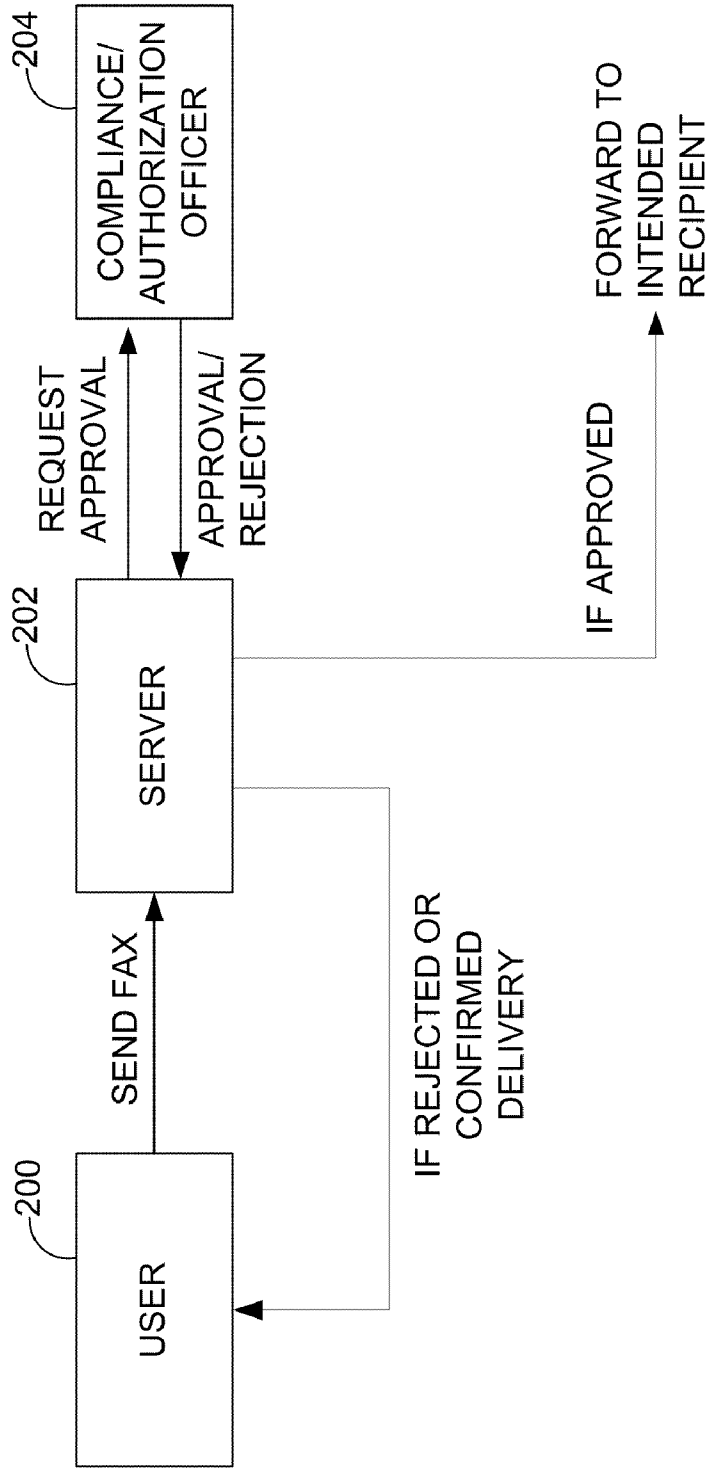 200
USER
SEND FAX
202
SERVER
REQUEST
APPROVAL
APPROVAL/
REJECTION
204
COMPLIANCE/
AUTHORIZATION
OFFICER
IF REJECTED OR
CONFIRMED
DELIVERY
IF APPROVED
FORWARD TO
INTENDED
RECIPIENT